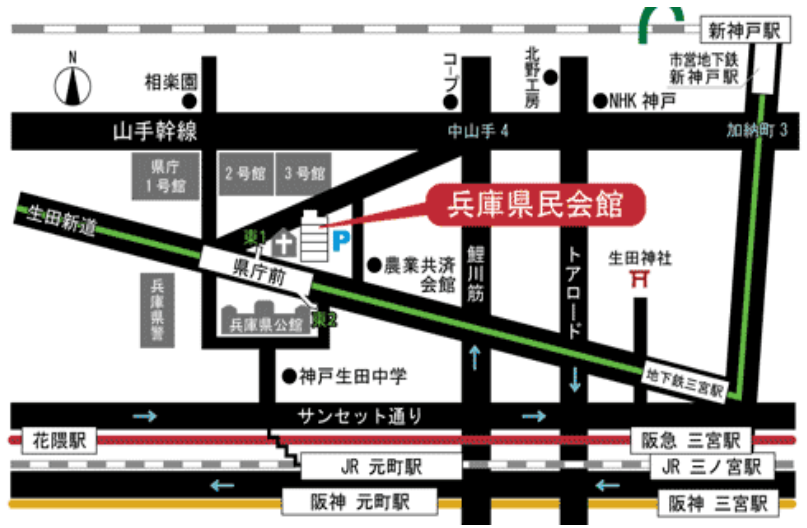 新神戸駅
N
相楽園
コープ
北野工房
NHK 神戸
市営地下鉄
新神戸駅
山手幹線
中山手 4
加納町 3
県庁
1号館
2号館
3号館
兵庫県民会館
生田新道
東1
P
県庁前
農業共済
会館
鯉川筋
トアロード
生田神社
兵庫県警
兵庫県公館
東2
神戸生田中学
地下鉄三宮駅
サンセット通り
花隈駅
阪急 三宮駅
JR 元町駅
JR 三ノ宮駅
阪神 元町駅
阪神 三宮駅